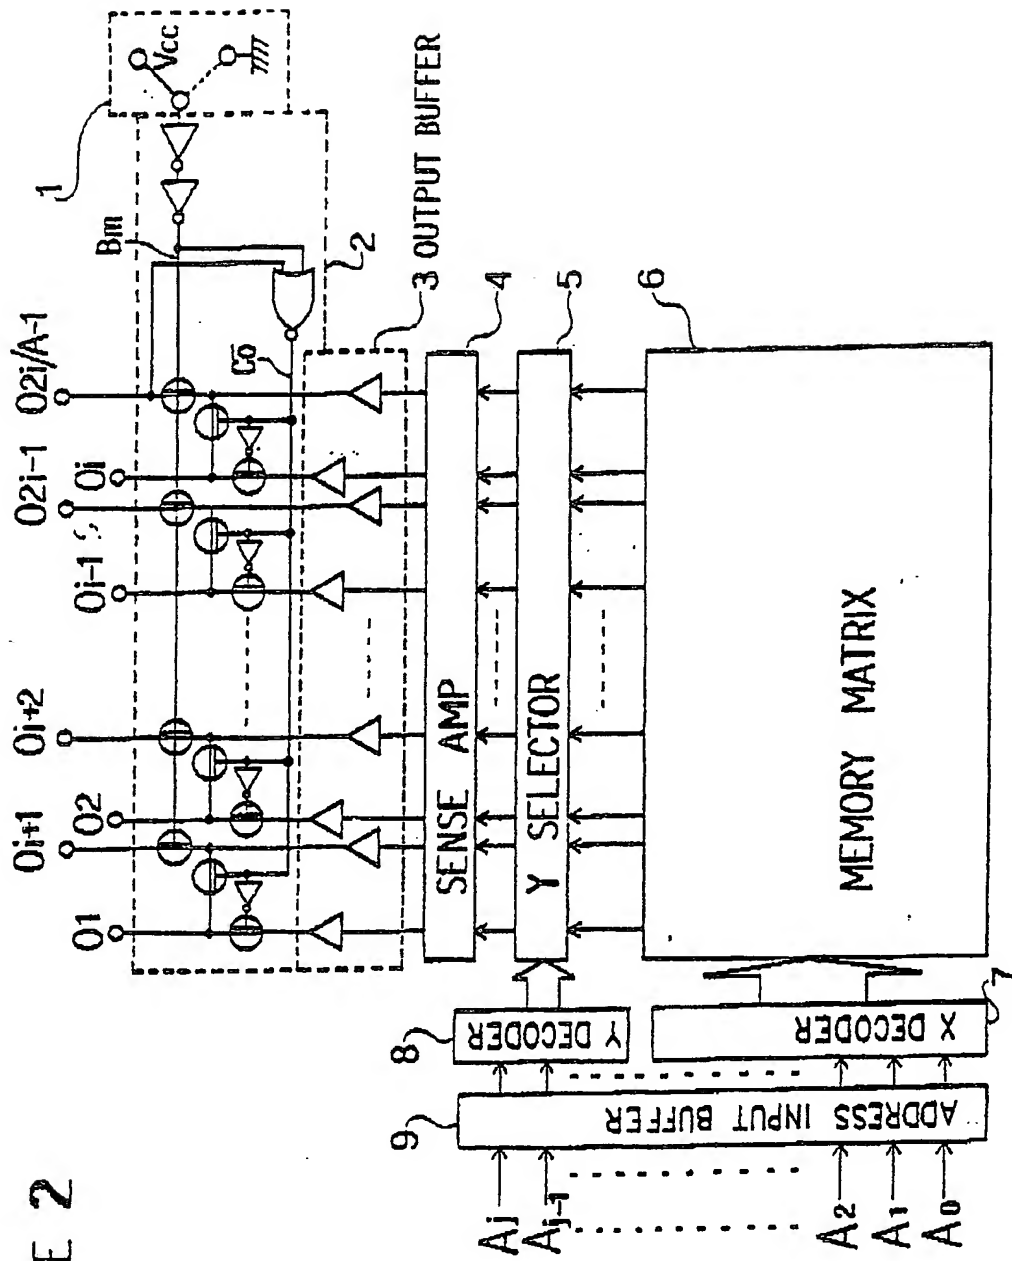 E 2
1
Vcc
Bm
2
3 OUTPUT BUFFER
O1
Oi+1
O2
Oi+2
Oi-1
O2i-1
Oi
O2i/A-1
Co
SENSE AMP
4
Y SELECTOR
5
MEMORY MATRIX
6
8
Y DECODER
X DECODER
7
9
ADDRESS INPUT BUFFER
Aj
Aj-1
A2
A1
A0